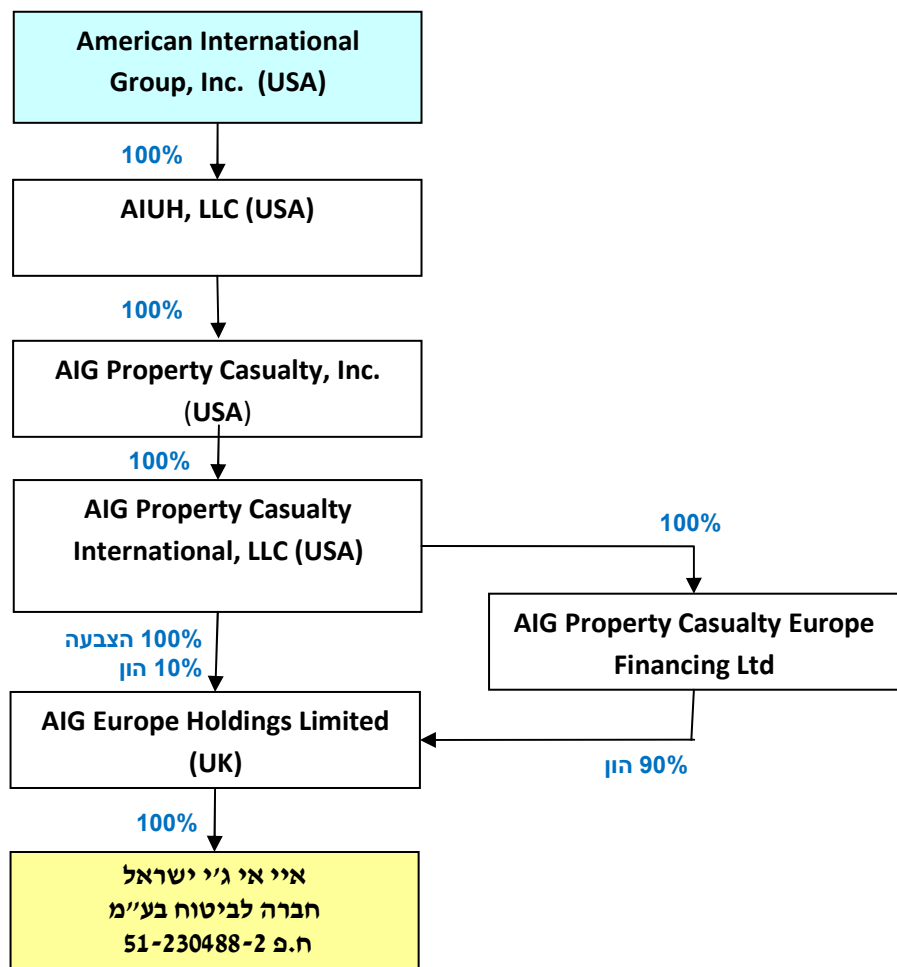 American International
Group, Inc. (USA)
100%
AIUH, LLC (USA)
100%
AIG Property Casualty, Inc.
(USA)
100%
AIG Property Casualty
International, LLC (USA)
100%
100% הצבעה
10% הון
AIG Property Casualty Europe
Financing Ltd
AIG Europe Holdings Limited
(UK)
90% הון
100%
איי אי ג'י ישראל
חברה לביטוח בע"מ
ח.פ 51-230488-2